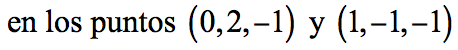 en los puntos (0,2,−1) y (1,−1,−1)